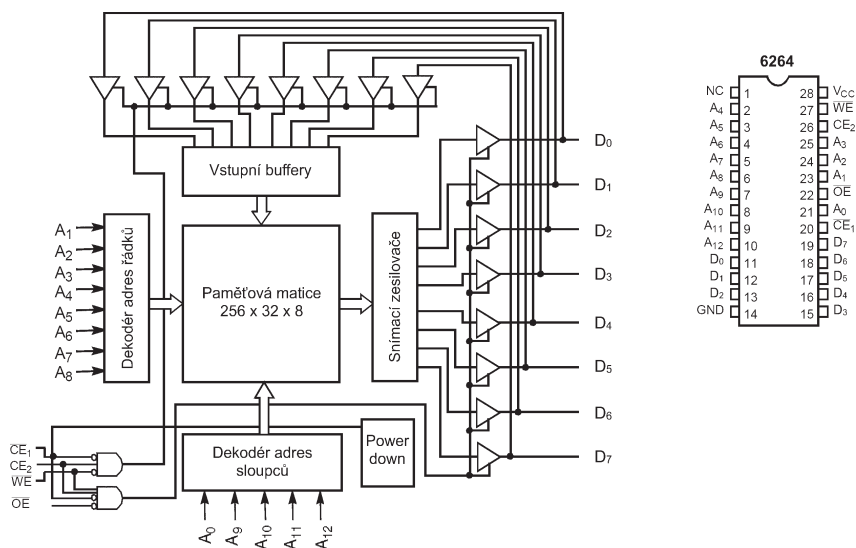 Vstupní buffery
D0
D1
D2
D3
D4
D5
D6
D7
A1
A2
A3
A4
A5
A6
A7
A8
Dekodér adres řádků
Paměťová matice
256 x 32 x 8
Snímací zesilovače
CE1
CE2
WE
OE
Dekodér adres
sloupců
Power
down
A0
A9
A10
A11
A12
6264
NC 1 28 VCC
A4 2 27 WE
A5 3 26 CE2
A6 4 25 A3
A7 5 24 A2
A8 6 23 A1
A9 7 22 OE
A10 8 21 A0
A11 9 20 CE1
A12 10 19 D7
D0 11 18 D6
D1 12 17 D5
D2 13 16 D4
GND 14 15 D3